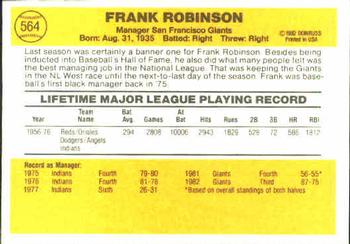 564
FRANK ROBINSON
Manager San Francisco Giants
Born: Aug. 31, 1935 Batted: Right Threw: Right
© 1982 DONRUSS
PRINTED IN USA
Last season was certainly a banner one for Frank Robinson. Besides being
inducted into Baseball's Hall of Fame, he also did what many people felt was
the best managerial job in the major league. That was keeping the Giants
in the NL West race until the next-to-last day of the season. Frank was base-
ball's first black manager back in '75.
LIFETIME MAJOR LEAGUE PLAYING RECORD
Year Team Bat Avg. Games At Bat Hits Runs 2B 3B HR RBI
1956-76 Reds/Orioles Dodgers/Angels Indians .294 2808 10006 2943 1829 528 72 586 1812
Record as Manager:
1975 Indians Fourth 79-80 1981 Giants Fourth 56-55*
1976 Indians Fourth 81-78 1982 Giants Third 87-75
1977 Indians Sixth 26-31 *Based on overall standings of both halves